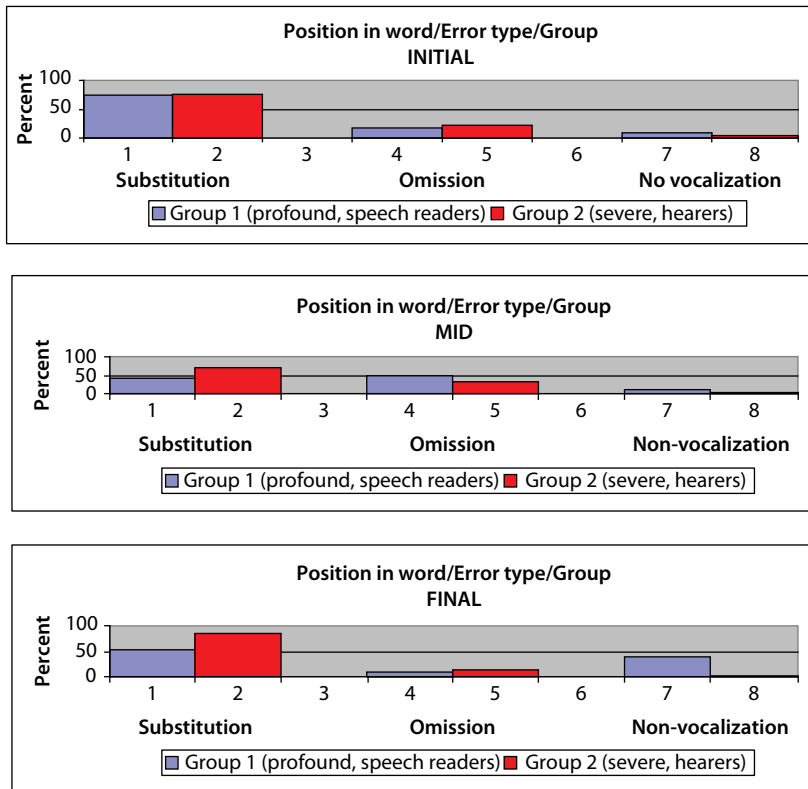 Position in word/Error type/Group
INITIAL
Percent
100
50
0
1 2 3 4 5 6 7 8
Substitution Omission No vocalization
Group 1 (profound, speech readers) Group 2 (severe, hearers)
Position in word/Error type/Group
MID
Percent
100
50
0
1 2 3 4 5 6 7 8
Substitution Omission Non-vocalization
Group 1 (profound, speech readers) Group 2 (severe, hearers)
Position in word/Error type/Group
FINAL
Percent
100
50
0
1 2 3 4 5 6 7 8
Substitution Omission Non-vocalization
Group 1 (profound, speech readers) Group 2 (severe, hearers)